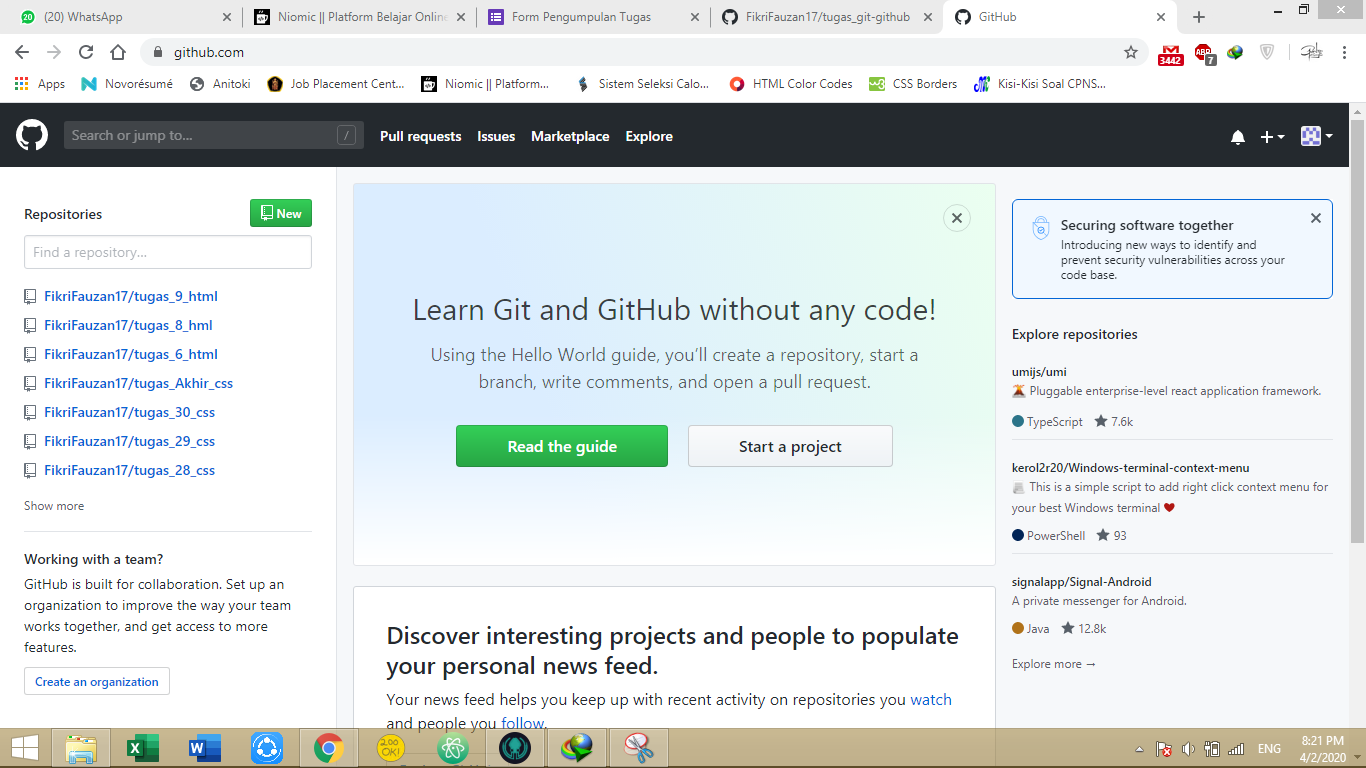 (20) WhatsApp
Niomic || Platform Belajar Online
Form Pengumpulan Tugas
FikriFauzan17/tugas_git-github
GitHub
github.com
3442
ABP
7
Apps
Novorésumé
Anitoki
Job Placement Cent...
Niomic || Platform...
Sistem Seleksi Calo...
HTML Color Codes
CSS Borders
Kisi-Kisi Soal CPNS...
Search or jump to...
/
Pull requests
Issues
Marketplace
Explore
Repositories
New
Find a repository...
FikriFauzan17/tugas_9_html
FikriFauzan17/tugas_8_hml
FikriFauzan17/tugas_6_html
FikriFauzan17/tugas_Akhir_css
FikriFauzan17/tugas_30_css
FikriFauzan17/tugas_29_css
FikriFauzan17/tugas_28_css
Show more
Working with a team?
GitHub is built for collaboration. Set up an
organization to improve the way your team
works together, and get access to more
features.
Create an organization
Learn Git and GitHub without any code!
Using the Hello World guide, you’ll create a repository, start a
branch, write comments, and open a pull request.
Read the guide
Start a project
Discover interesting projects and people to populate
your personal news feed.
Your news feed helps you keep up with recent activity on repositories you watch
and people you follow.
Securing software together
Introducing new ways to identify and
prevent security vulnerabilities across your
code base.
Explore repositories
umijs/umi
🌋 Pluggable enterprise-level react application framework.
TypeScript ★ 7.6k
kerol2r20/Windows-terminal-context-menu
This is a simple script to add right click context menu for
your best Windows terminal ❤
PowerShell ★ 93
signalapp/Signal-Android
A private messenger for Android.
Java ★ 12.8k
Explore more →
200
OK!
ENG
8:21 PM
4/2/2020